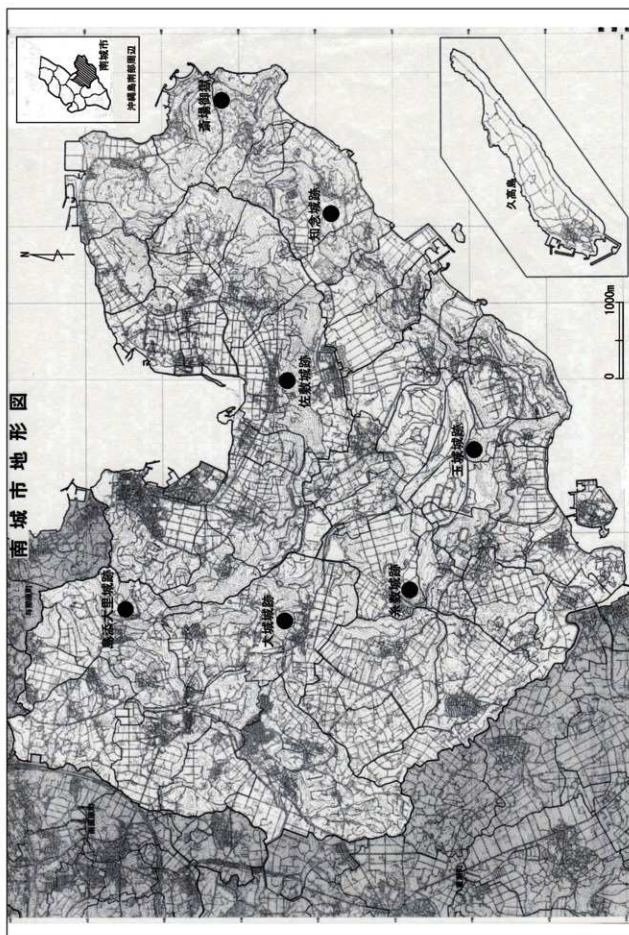 南城市地形図
南城市
沖縄島南部周辺
N
斎場御嶽
知念城跡
佐敷城跡
島添大里城跡
大城城跡
糸数城跡
玉城城跡
久高島
0
1000m